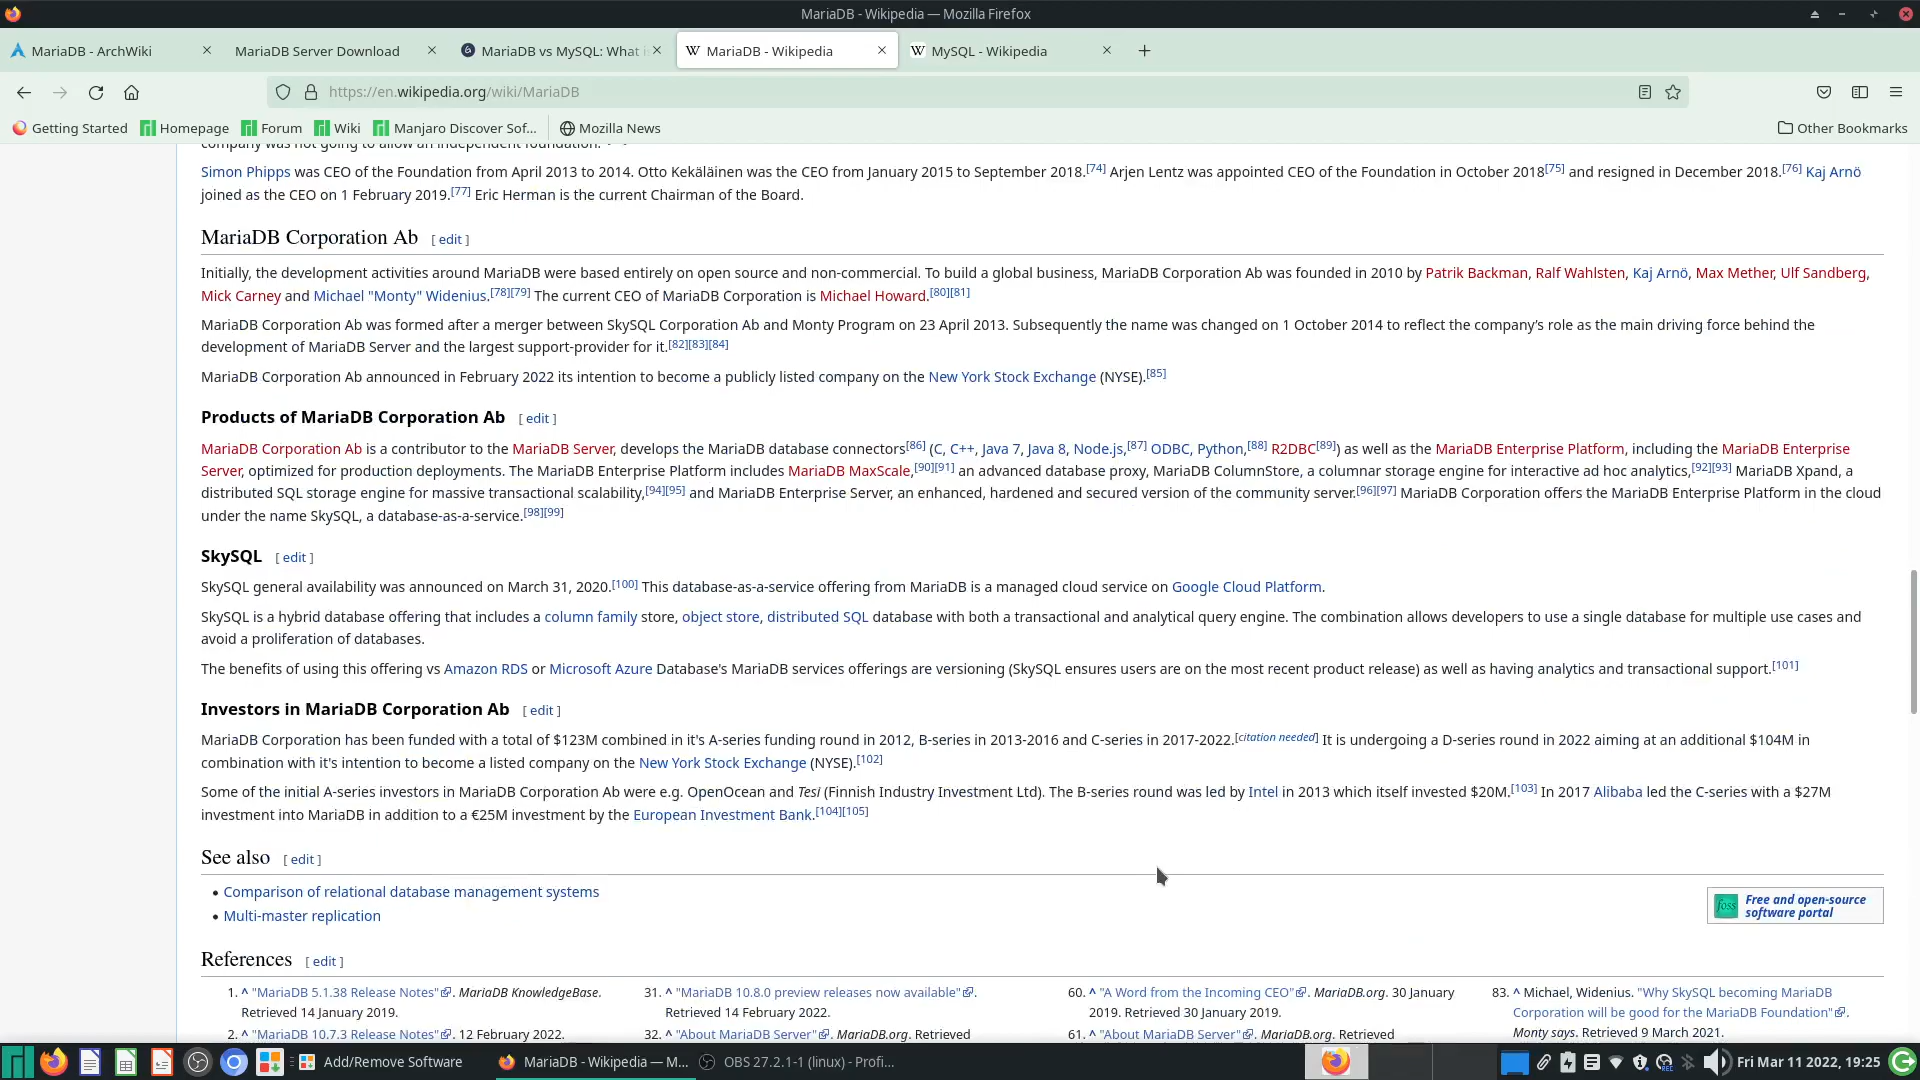 MariaDB - Wikipedia — Mozilla Firefox
MariaDB - ArchWiki
MariaDB Server Download
MariaDB vs MySQL: What i
MariaDB - Wikipedia
MySQL - Wikipedia
https://en.wikipedia.org/wiki/MariaDB
Getting Started
Homepage
Forum
Wiki
Manjaro Discover Sof...
Mozilla News
Other Bookmarks
company was not going to allow an independent foundation.
Simon Phipps was CEO of the Foundation from April 2013 to 2014. Otto Kekäläinen was the CEO from January 2015 to September 2018.[74] Arjen Lentz was appointed CEO of the Foundation in October 2018[75] and resigned in December 2018.[76] Kaj Arnö
joined as the CEO on 1 February 2019.[77] Eric Herman is the current Chairman of the Board.
MariaDB Corporation Ab [ edit ]
Initially, the development activities around MariaDB were based entirely on open source and non-commercial. To build a global business, MariaDB Corporation Ab was founded in 2010 by Patrik Backman, Ralf Wahlsten, Kaj Arnö, Max Mether, Ulf Sandberg,
Mick Carney and Michael "Monty" Widenius.[78][79] The current CEO of MariaDB Corporation is Michael Howard.[80][81]
MariaDB Corporation Ab was formed after a merger between SkySQL Corporation Ab and Monty Program on 23 April 2013. Subsequently the name was changed on 1 October 2014 to reflect the company's role as the main driving force behind the
development of MariaDB Server and the largest support-provider for it.[82][83][84]
MariaDB Corporation Ab announced in February 2022 its intention to become a publicly listed company on the New York Stock Exchange (NYSE).[85]
Products of MariaDB Corporation Ab [ edit ]
MariaDB Corporation Ab is a contributor to the MariaDB Server, develops the MariaDB database connectors[86] (C, C++, Java 7, Java 8, Node.js,[87] ODBC, Python,[88] R2DBC[89]) as well as the MariaDB Enterprise Platform, including the MariaDB Enterprise
Server, optimized for production deployments. The MariaDB Enterprise Platform includes MariaDB MaxScale,[90][91] an advanced database proxy, MariaDB ColumnStore, a columnar storage engine for interactive ad hoc analytics,[92][93] MariaDB Xpand, a
distributed SQL storage engine for massive transactional scalability,[94][95] and MariaDB Enterprise Server, an enhanced, hardened and secured version of the community server.[96][97] MariaDB Corporation offers the MariaDB Enterprise Platform in the cloud
under the name SkySQL, a database-as-a-service.[98][99]
SkySQL [ edit ]
SkySQL general availability was announced on March 31, 2020.[100] This database-as-a-service offering from MariaDB is a managed cloud service on Google Cloud Platform.
SkySQL is a hybrid database offering that includes a column family store, object store, distributed SQL database with both a transactional and analytical query engine. The combination allows developers to use a single database for multiple use cases and
avoid a proliferation of databases.
The benefits of using this offering vs Amazon RDS or Microsoft Azure Database's MariaDB services offerings are versioning (SkySQL ensures users are on the most recent product release) as well as having analytics and transactional support.[101]
Investors in MariaDB Corporation Ab [ edit ]
MariaDB Corporation has been funded with a total of $123M combined in it's A-series funding round in 2012, B-series in 2013-2016 and C-series in 2017-2022.[citation needed] It is undergoing a D-series round in 2022 aiming at an additional $104M in
combination with it's intention to become a listed company on the New York Stock Exchange (NYSE).[102]
Some of the initial A-series investors in MariaDB Corporation Ab were e.g. OpenOcean and Tesi (Finnish Industry Investment Ltd). The B-series round was led by Intel in 2013 which itself invested $20M.[103] In 2017 Alibaba led the C-series with a $27M
investment into MariaDB in addition to a €25M investment by the European Investment Bank.[104][105]
See also [ edit ]
• Comparison of relational database management systems
• Multi-master replication
foss
Free and open-source
software portal
References [ edit ]
1. ^ "MariaDB 5.1.38 Release Notes". MariaDB KnowledgeBase.
Retrieved 14 January 2019.
2. ^ "MariaDB 10.7.3 Release Notes". 12 February 2022.
31. ^ "MariaDB 10.8.0 preview releases now available".
Retrieved 14 February 2022.
32. ^ "About MariaDB Server". MariaDB.org. Retrieved
60. ^ "A Word from the Incoming CEO". MariaDB.org. 30 January
2019. Retrieved 30 January 2019.
61. ^ "About MariaDB Server". MariaDB.org. Retrieved
83. ^ Michael, Widenius. "Why SkySQL becoming MariaDB
Corporation will be good for the MariaDB Foundation".
Monty says. Retrieved 9 March 2021.
Add/Remove Software
MariaDB - Wikipedia — M...
OBS 27.2.1-1 (linux) - Profi...
REC
Fri Mar 11 2022, 19:25